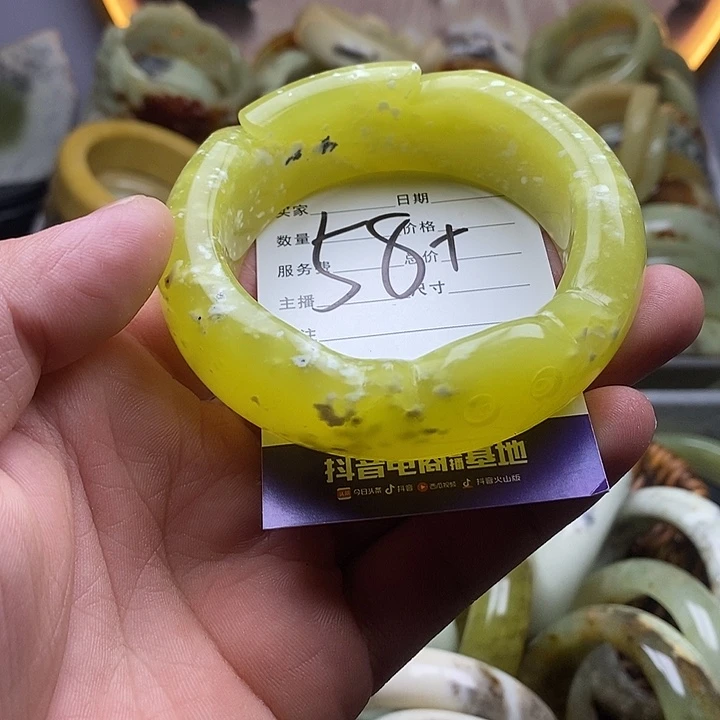 买家 日期
数量 价格
服务费 总价
主播 尺寸
注
58+
抖音电商直播基地
今日头条 抖音 西瓜视频 抖音火山版